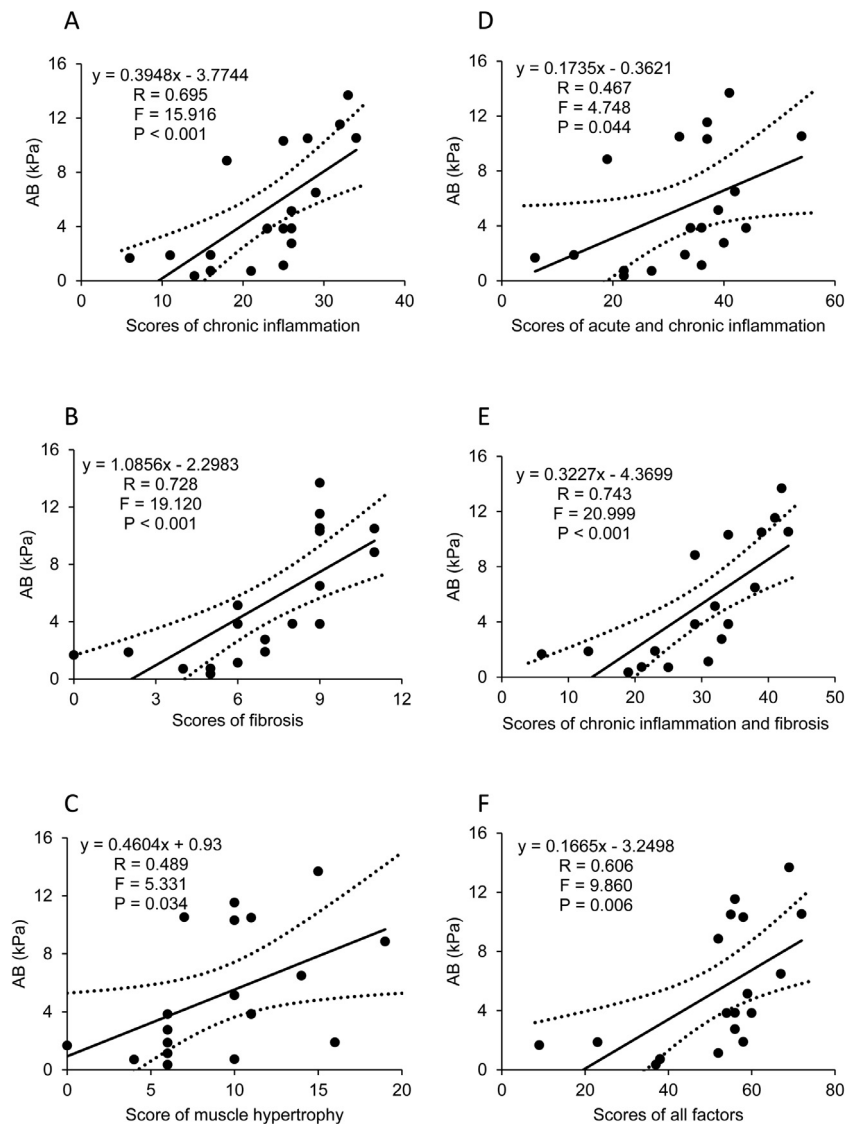 A
y = 0.3948x - 3.7744
R = 0.695
F = 15.916
P < 0.001
16
12
8
4
0
AB (kPa)
0 10 20 30 40
Scores of chronic inflammation
D
y = 0.1735x - 0.3621
R = 0.467
F = 4.748
P = 0.044
16
12
8
4
0
AB (kPa)
0 20 40 60
Scores of acute and chronic inflammation
B
y = 1.0856x - 2.2983
R = 0.728
F = 19.120
P < 0.001
16
12
8
4
0
AB (kPa)
0 3 6 9 12
Scores of fibrosis
E
y = 0.3227x - 4.3699
R = 0.743
F = 20.999
P < 0.001
16
12
8
4
0
AB (kPa)
0 10 20 30 40 50
Scores of chronic inflammation and fibrosis
C
y = 0.4604x + 0.93
R = 0.489
F = 5.331
P = 0.034
16
12
8
4
0
AB (kPa)
0 5 10 15 20
Score of muscle hypertrophy
F
y = 0.1665x - 3.2498
R = 0.606
F = 9.860
P = 0.006
16
12
8
4
0
AB (kPa)
0 20 40 60 80
Scores of all factors